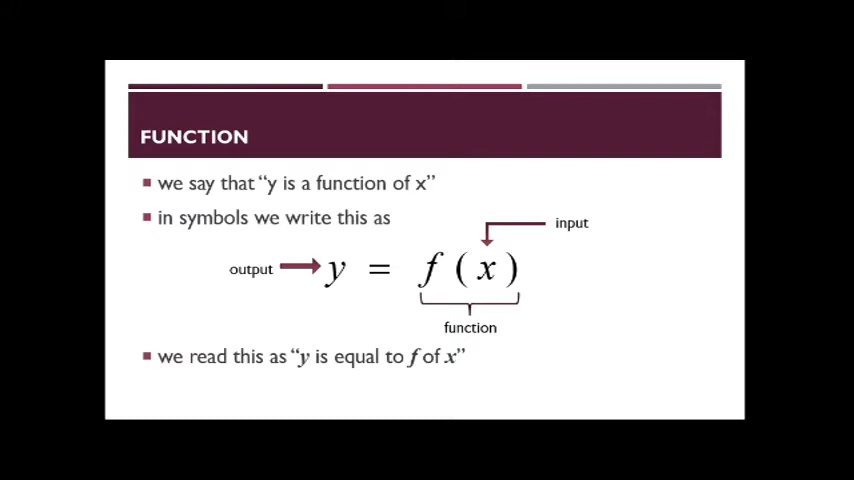 FUNCTION
we say that “y is a function of x”
in symbols we write this as
input
output y = f ( x )
function
we read this as “y is equal to f of x”